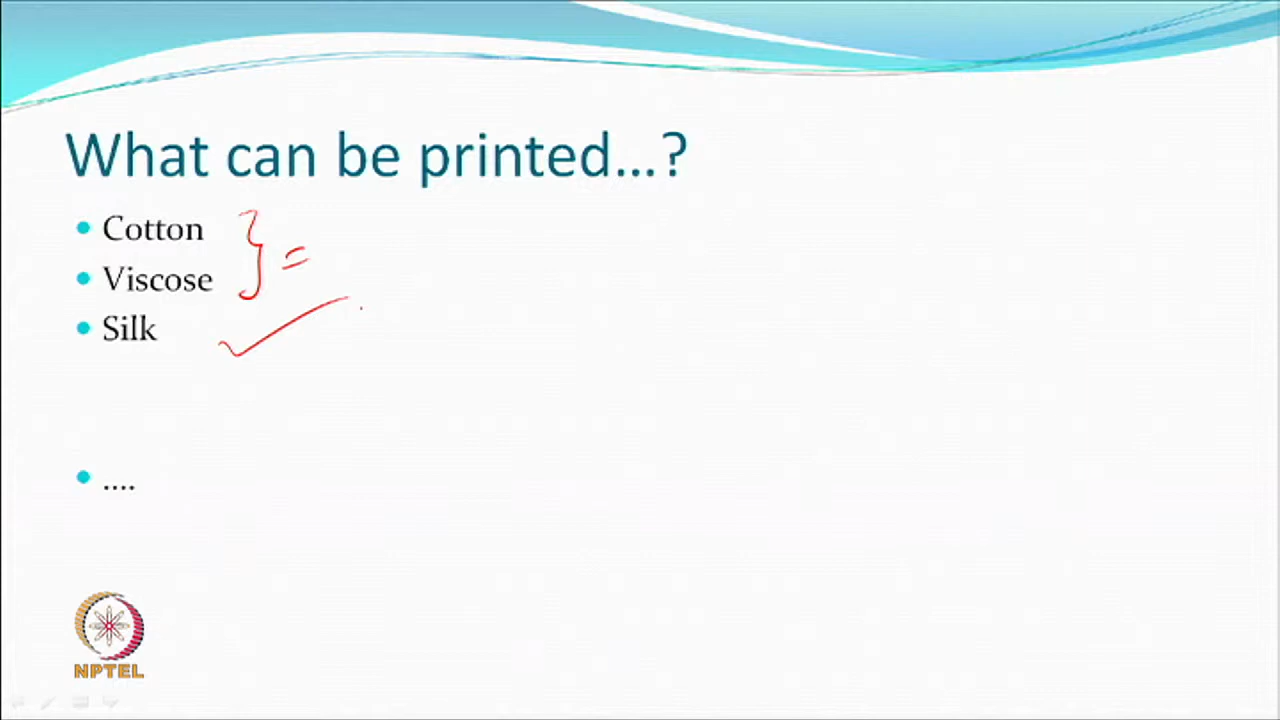 What can be printed...?
Cotton
Viscose
Silk
....
NPTEL